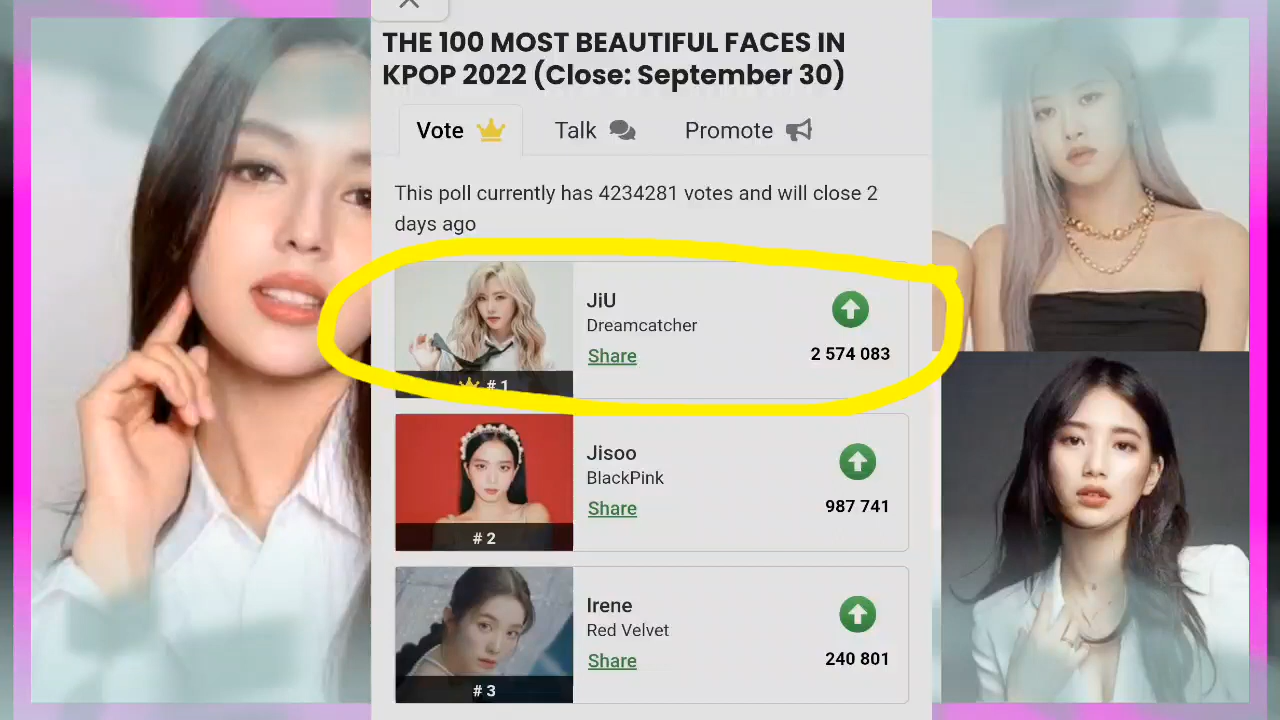 THE 100 MOST BEAUTIFUL FACES IN
KPOP 2022 (Close: September 30)
Vote
Talk
Promote
This poll currently has 4234281 votes and will close 2
days ago
JiU
Dreamcatcher
Share
2 574 083
# 1
Jisoo
BlackPink
Share
987 741
# 2
Irene
Red Velvet
Share
240 801
# 3